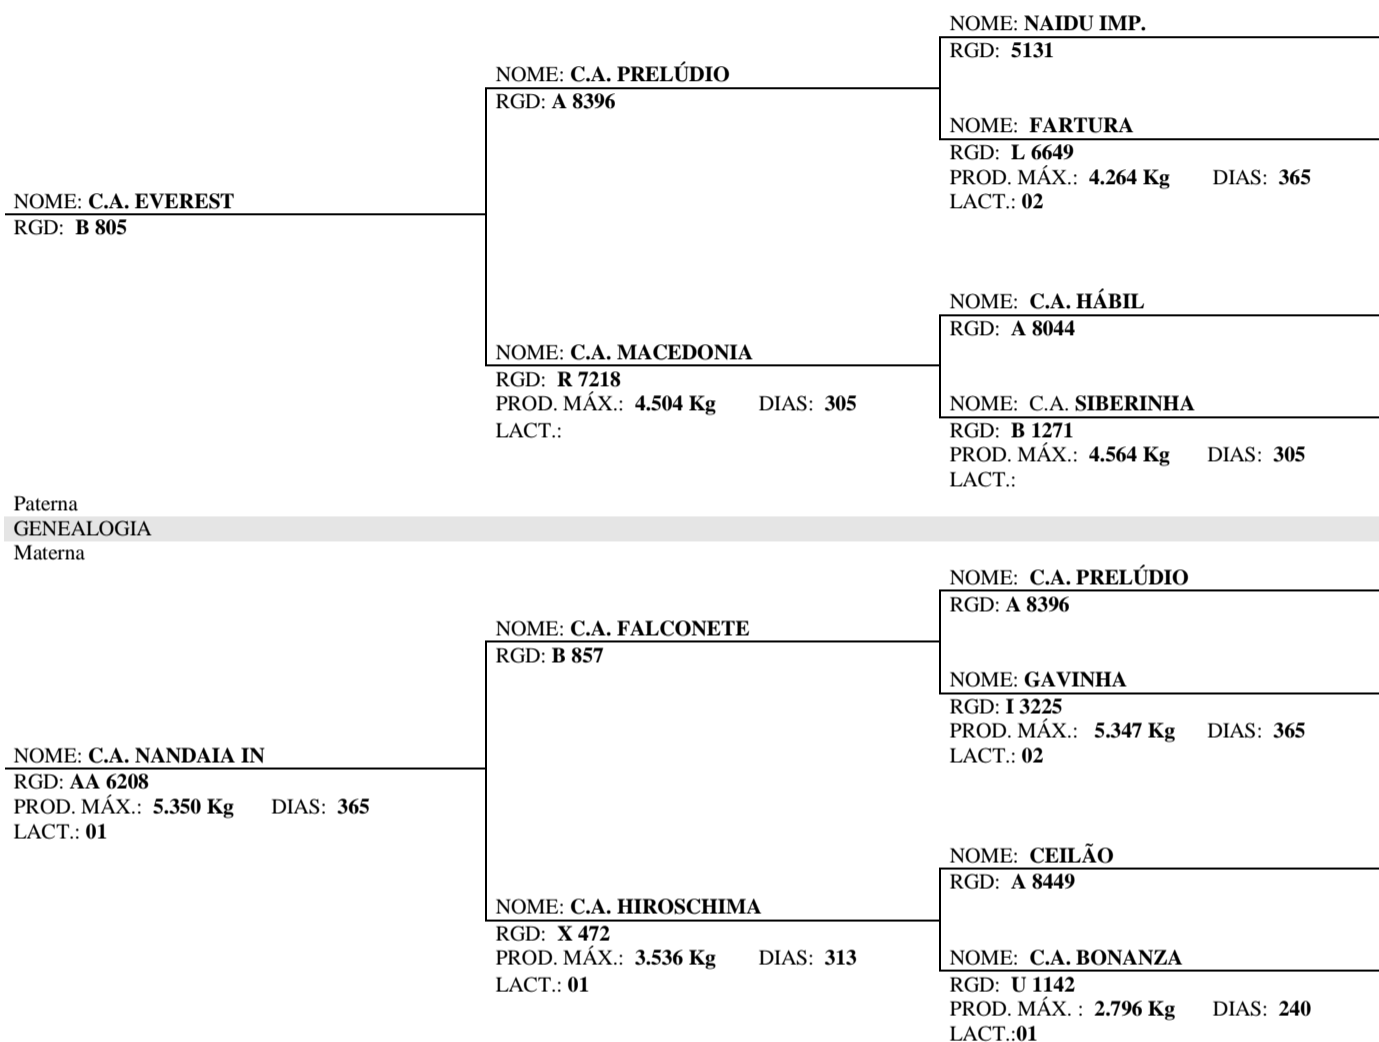 NOME: NAIDU IMP.
RGD: 5131
NOME: C.A. PRELÚDIO
RGD: A 8396
NOME: FARTURA
RGD: L 6649
PROD. MÁX.: 4.264 Kg DIAS: 365
LACT.: 02
NOME: C.A. EVEREST
RGD: B 805
NOME: C.A. HÁBIL
RGD: A 8044
NOME: C.A. MACEDONIA
RGD: R 7218
PROD. MÁX.: 4.504 Kg DIAS: 305
LACT.:
NOME: C.A. SIBERINHA
RGD: B 1271
PROD. MÁX.: 4.564 Kg DIAS: 305
LACT.:
Paterna
GENEALOGIA
Materna
NOME: C.A. PRELÚDIO
RGD: A 8396
NOME: C.A. FALCONETE
RGD: B 857
NOME: GAVINHA
RGD: I 3225
PROD. MÁX.: 5.347 Kg DIAS: 365
LACT.: 02
NOME: C.A. NANDAIA IN
RGD: AA 6208
PROD. MÁX.: 5.350 Kg DIAS: 365
LACT.: 01
NOME: CEILÃO
RGD: A 8449
NOME: C.A. HIROSCHIMA
RGD: X 472
PROD. MÁX.: 3.536 Kg DIAS: 313
LACT.: 01
NOME: C.A. BONANZA
RGD: U 1142
PROD. MÁX. : 2.796 Kg DIAS: 240
LACT.:01